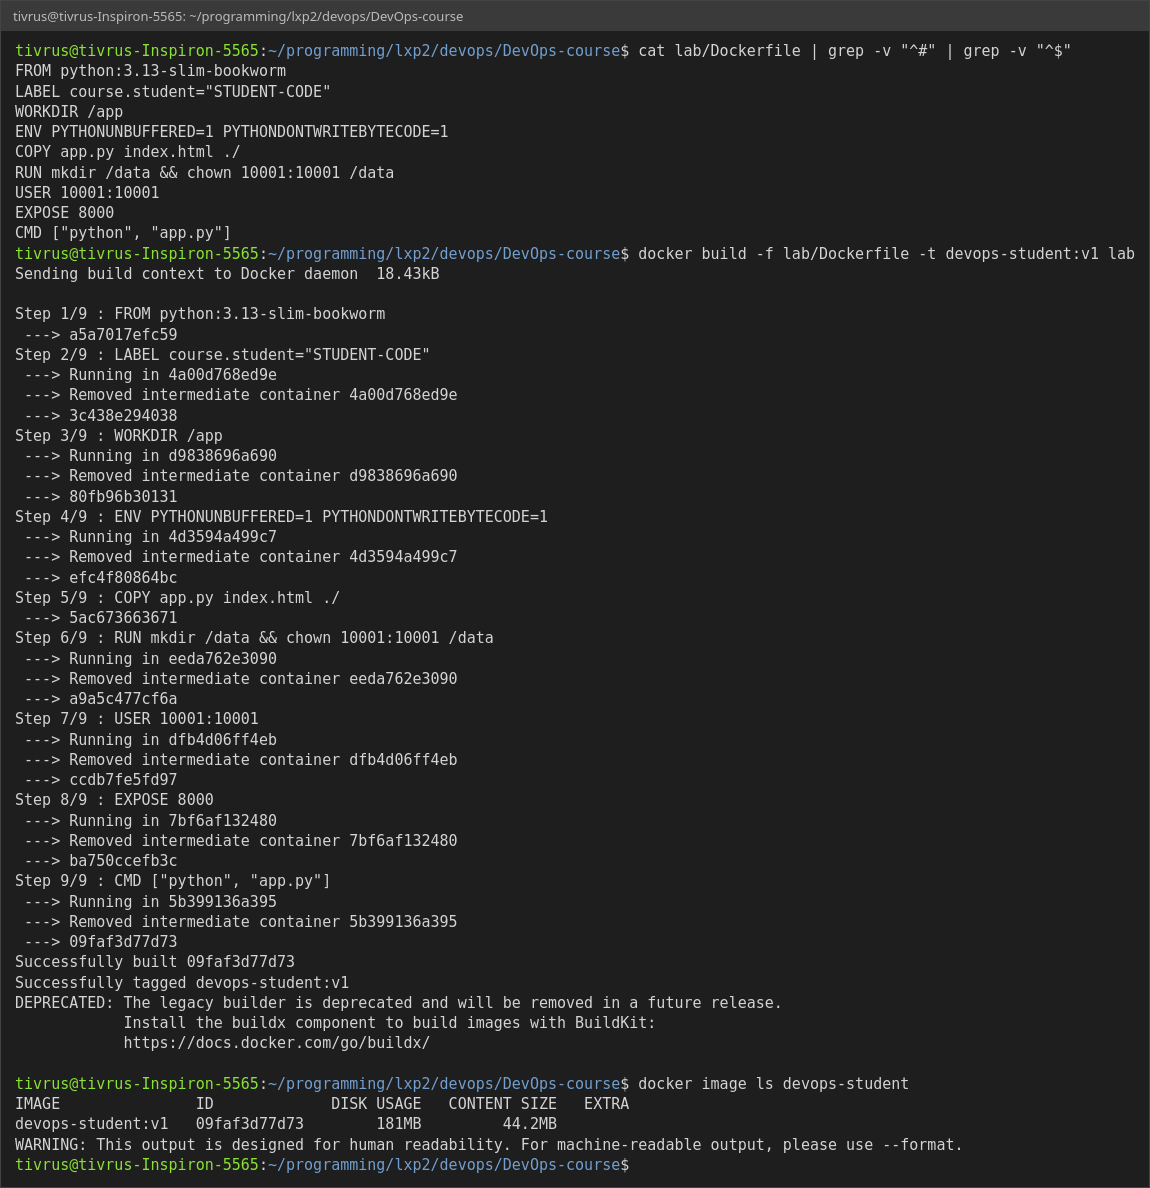 tivrus@tivrus-Inspiron-5565: ~/programming/lxp2/devops/DevOps-course
tivrus@tivrus-Inspiron-5565:~/programming/lxp2/devops/DevOps-course$ cat lab/Dockerfile | grep -v "^#" | grep -v "^$"
FROM python:3.13-slim-bookworm
LABEL course.student="STUDENT-CODE"
WORKDIR /app
ENV PYTHONUNBUFFERED=1 PYTHONDONTWRITEBYTECODE=1
COPY app.py index.html ./
RUN mkdir /data && chown 10001:10001 /data
USER 10001:10001
EXPOSE 8000
CMD ["python", "app.py"]
tivrus@tivrus-Inspiron-5565:~/programming/lxp2/devops/DevOps-course$ docker build -f lab/Dockerfile -t devops-student:v1 lab
Sending build context to Docker daemon  18.43kB

Step 1/9 : FROM python:3.13-slim-bookworm
 ---> a5a7017efc59
Step 2/9 : LABEL course.student="STUDENT-CODE"
 ---> Running in 4a00d768ed9e
 ---> Removed intermediate container 4a00d768ed9e
 ---> 3c438e294038
Step 3/9 : WORKDIR /app
 ---> Running in d9838696a690
 ---> Removed intermediate container d9838696a690
 ---> 80fb96b30131
Step 4/9 : ENV PYTHONUNBUFFERED=1 PYTHONDONTWRITEBYTECODE=1
 ---> Running in 4d3594a499c7
 ---> Removed intermediate container 4d3594a499c7
 ---> efc4f80864bc
Step 5/9 : COPY app.py index.html ./
 ---> 5ac673663671
Step 6/9 : RUN mkdir /data && chown 10001:10001 /data
 ---> Running in eeda762e3090
 ---> Removed intermediate container eeda762e3090
 ---> a9a5c477cf6a
Step 7/9 : USER 10001:10001
 ---> Running in dfb4d06ff4eb
 ---> Removed intermediate container dfb4d06ff4eb
 ---> ccdb7fe5fd97
Step 8/9 : EXPOSE 8000
 ---> Running in 7bf6af132480
 ---> Removed intermediate container 7bf6af132480
 ---> ba750ccefb3c
Step 9/9 : CMD ["python", "app.py"]
 ---> Running in 5b399136a395
 ---> Removed intermediate container 5b399136a395
 ---> 09faf3d77d73
Successfully built 09faf3d77d73
Successfully tagged devops-student:v1
DEPRECATED: The legacy builder is deprecated and will be removed in a future release.
            Install the buildx component to build images with BuildKit:
            https://docs.docker.com/go/buildx/

tivrus@tivrus-Inspiron-5565:~/programming/lxp2/devops/DevOps-course$ docker image ls devops-student
IMAGE               ID             DISK USAGE   CONTENT SIZE   EXTRA
devops-student:v1   09faf3d77d73        181MB         44.2MB
WARNING: This output is designed for human readability. For machine-readable output, please use --format.
tivrus@tivrus-Inspiron-5565:~/programming/lxp2/devops/DevOps-course$